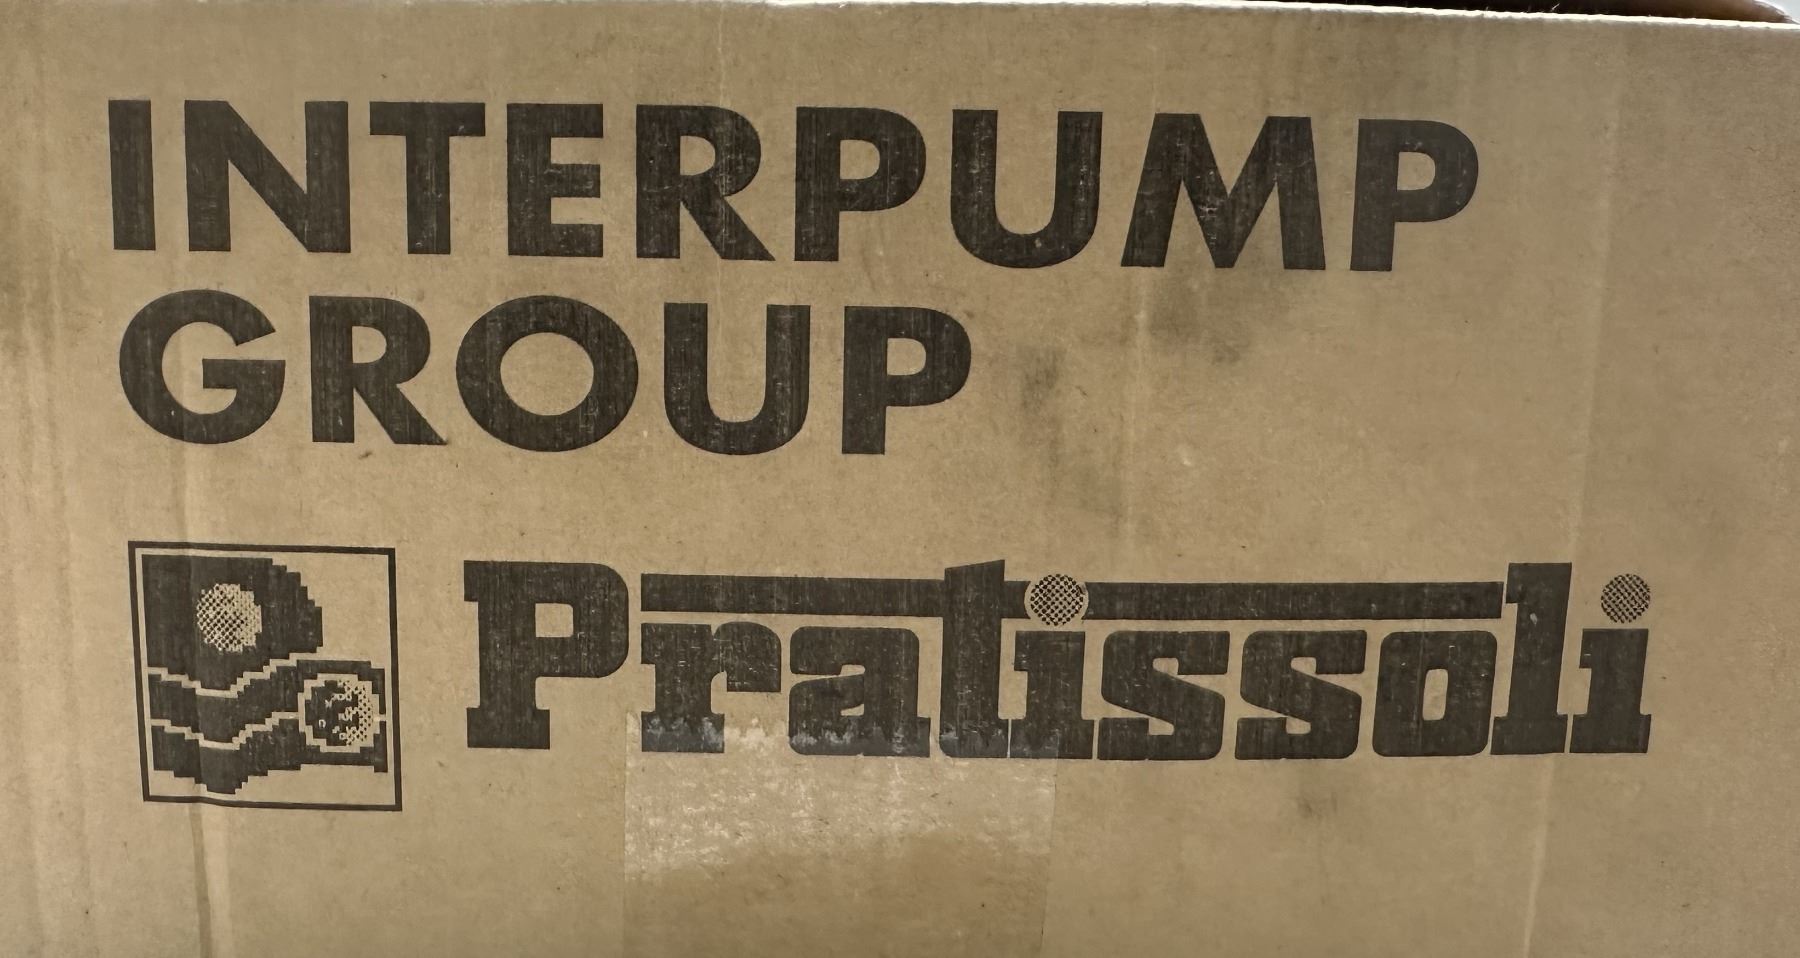 INTERPUMP
GROUP
Pratissoli